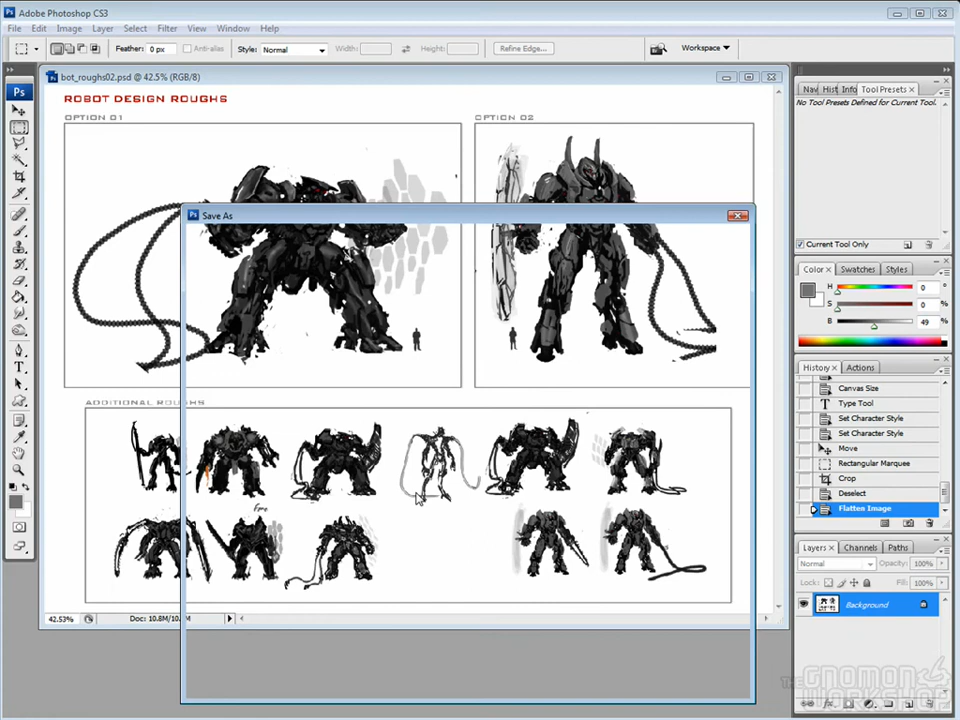 Ps Adobe Photoshop CS3
File Edit Image Layer Select Filter View Window Help
Feather: 0 px Anti-alias Style: Normal Width: Height: Refine Edge... Workspace
Ps bot_roughs02.psd @ 42.5% (RGB/8)
ROBOT DESIGN ROUGHS
OPTION 01 OPTION 02
Ps Save As
ADDITIONAL ROUGHS
42.53% Doc: 10.8M/10.
Ps
T
Nav Hist Info Tool Presets ×
No Tool Presets Defined for Current Tool.
Current Tool Only
Color × Swatches Styles
H 0 °
S 0 %
B 49 %
History × Actions
Canvas Size
T Type Tool
Set Character Style
Set Character Style
Move
Rectangular Marquee
Crop
Deselect
Flatten Image
Layers × Channels Paths
Normal Opacity: 100%
Lock: Fill: 100%
Background
THE GNOMON
WORKSHOP